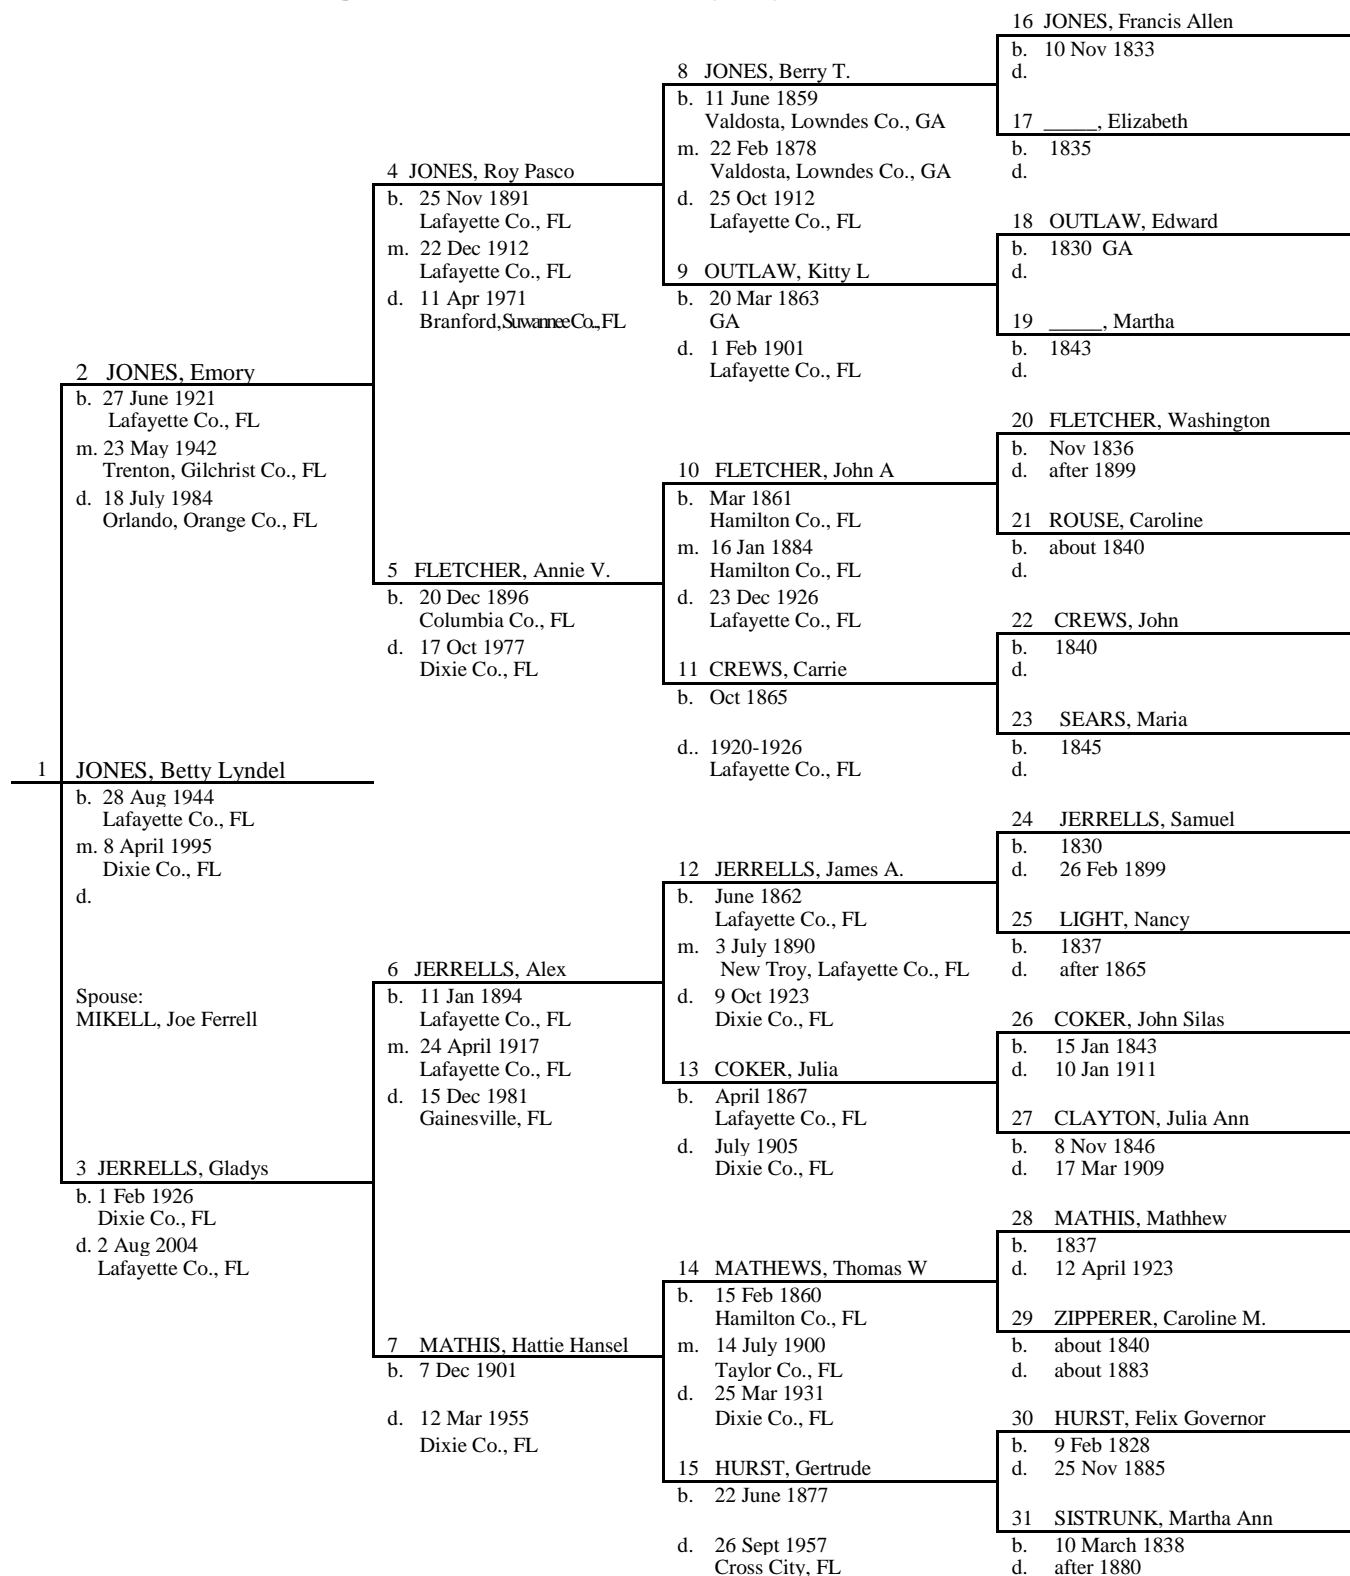 16 JONES, Francis Allen
b. 10 Nov 1833
d.
8 JONES, Berry T.
b. 11 June 1859
Valdosta, Lowndes Co., GA
m. 22 Feb 1878
Valdosta, Lowndes Co., GA
d. 25 Oct 1912
Lafayette Co., FL
17 _____, Elizabeth
b. 1835
d.
4 JONES, Roy Pasco
b. 25 Nov 1891
Lafayette Co., FL
m. 22 Dec 1912
Lafayette Co., FL
d. 11 Apr 1971
Branford, Suwannee Co., FL
18 OUTLAW, Edward
b. 1830 GA
d.
9 OUTLAW, Kitty L
b. 20 Mar 1863
GA
d. 1 Feb 1901
Lafayette Co., FL
19 _____, Martha
b. 1843
d.
2 JONES, Emory
b. 27 June 1921
Lafayette Co., FL
m. 23 May 1942
Trenton, Gilchrist Co., FL
d. 18 July 1984
Orlando, Orange Co., FL
20 FLETCHER, Washington
b. Nov 1836
d. after 1899
10 FLETCHER, John A
b. Mar 1861
Hamilton Co., FL
m. 16 Jan 1884
Hamilton Co., FL
d. 23 Dec 1926
Lafayette Co., FL
21 ROUSE, Caroline
b. about 1840
d.
5 FLETCHER, Annie V.
b. 20 Dec 1896
Columbia Co., FL
d. 17 Oct 1977
Dixie Co., FL
22 CREWS, John
b. 1840
d.
11 CREWS, Carrie
b. Oct 1865
d.. 1920-1926
Lafayette Co., FL
23 SEARS, Maria
b. 1845
d.
1 JONES, Betty Lyndel
b. 28 Aug 1944
Lafayette Co., FL
m. 8 April 1995
Dixie Co., FL
d.
Spouse:
MIKELL, Joe Ferrell
24 JERRELLS, Samuel
b. 1830
d. 26 Feb 1899
12 JERRELLS, James A.
b. June 1862
Lafayette Co., FL
m. 3 July 1890
New Troy, Lafayette Co., FL
d. 9 Oct 1923
Dixie Co., FL
25 LIGHT, Nancy
b. 1837
d. after 1865
6 JERRELLS, Alex
b. 11 Jan 1894
Lafayette Co., FL
m. 24 April 1917
Lafayette Co., FL
d. 15 Dec 1981
Gainesville, FL
26 COKER, John Silas
b. 15 Jan 1843
d. 10 Jan 1911
13 COKER, Julia
b. April 1867
Lafayette Co., FL
d. July 1905
Dixie Co., FL
27 CLAYTON, Julia Ann
b. 8 Nov 1846
d. 17 Mar 1909
3 JERRELLS, Gladys
b. 1 Feb 1926
Dixie Co., FL
d. 2 Aug 2004
Lafayette Co., FL
28 MATHIS, Mathhew
b. 1837
d. 12 April 1923
14 MATHEWS, Thomas W
b. 15 Feb 1860
Hamilton Co., FL
m. 14 July 1900
Taylor Co., FL
d. 25 Mar 1931
Dixie Co., FL
29 ZIPPERER, Caroline M.
b. about 1840
d. about 1883
7 MATHIS, Hattie Hansel
b. 7 Dec 1901
d. 12 Mar 1955
Dixie Co., FL
30 HURST, Felix Governor
b. 9 Feb 1828
d. 25 Nov 1885
15 HURST, Gertrude
b. 22 June 1877
d. 26 Sept 1957
Cross City, FL
31 SISTRUNK, Martha Ann
b. 10 March 1838
d. after 1880